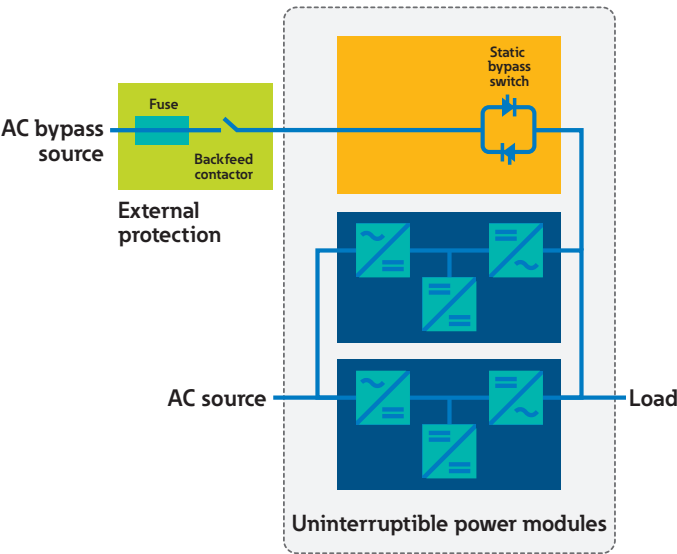 Static
bypass
switch
Fuse
AC bypass
source
Backfeed
contactor
External
protection
AC source
Load
Uninterruptible power modules